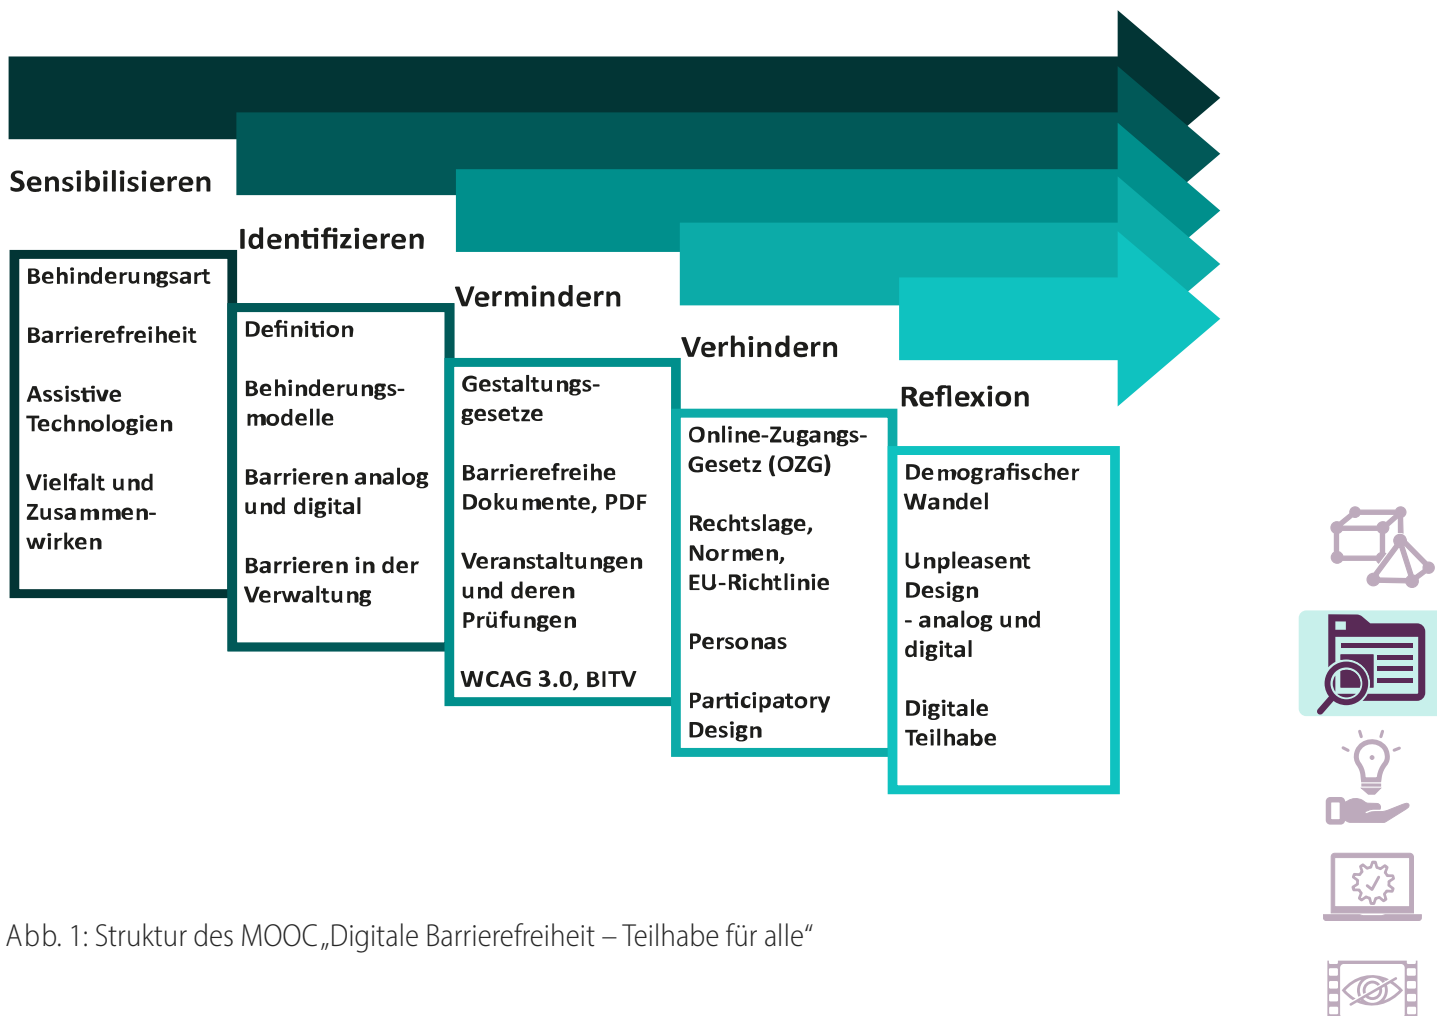 Sensibilisieren
Behinderungsart
Barrierefreiheit
Assistive
Technologien
Vielfalt und
Zusammen-
wirken
Identifizieren
Definition
Behinderungs-
modelle
Barrieren analog
und digital
Barrieren in der
Verwaltung
Vermindern
Gestaltungs-
gesetze
Barrierefreihe
Dokumente, PDF
Veranstaltungen
und deren
Prüfungen
WCAG 3.0, BITV
Verhindern
Online-Zugangs-
Gesetz (OZG)
Rechtslage,
Normen,
EU-Richtlinie
Personas
Participatory
Design
Reflexion
Demografischer
Wandel
Unpleasent
Design
- analog und
digital
Digitale
Teilhabe
Abb. 1: Struktur des MOOC „Digitale Barrierefreiheit – Teilhabe für alle“